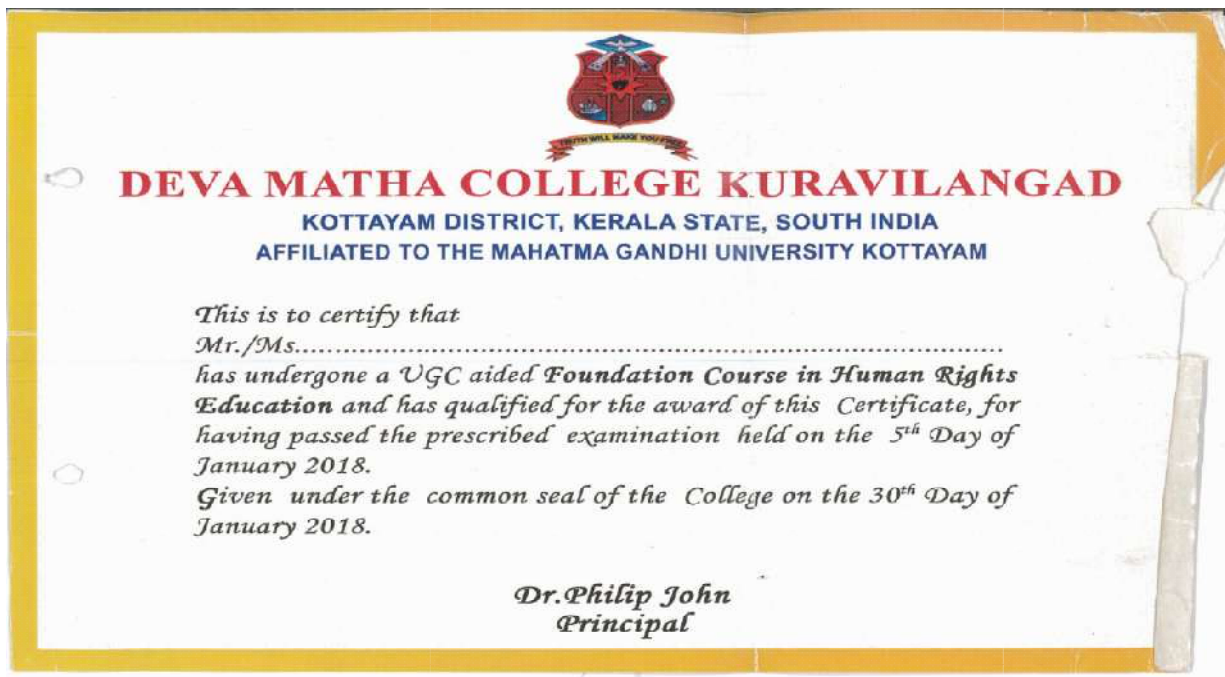 TRUTH WILL MAKE YOU FREE
DEVA MATHA COLLEGE KURAVILANGAD
KOTTAYAM DISTRICT, KERALA STATE, SOUTH INDIA
AFFILIATED TO THE MAHATMA GANDHI UNIVERSITY KOTTAYAM
This is to certify that
Mr./Ms.......................................................................................
has undergone a UGC aided Foundation Course in Human Rights
Education and has qualified for the award of this Certificate, for
having passed the prescribed examination held on the 5th Day of
January 2018.
Given under the common seal of the College on the 30th Day of
January 2018.
Dr.Philip John
Principal